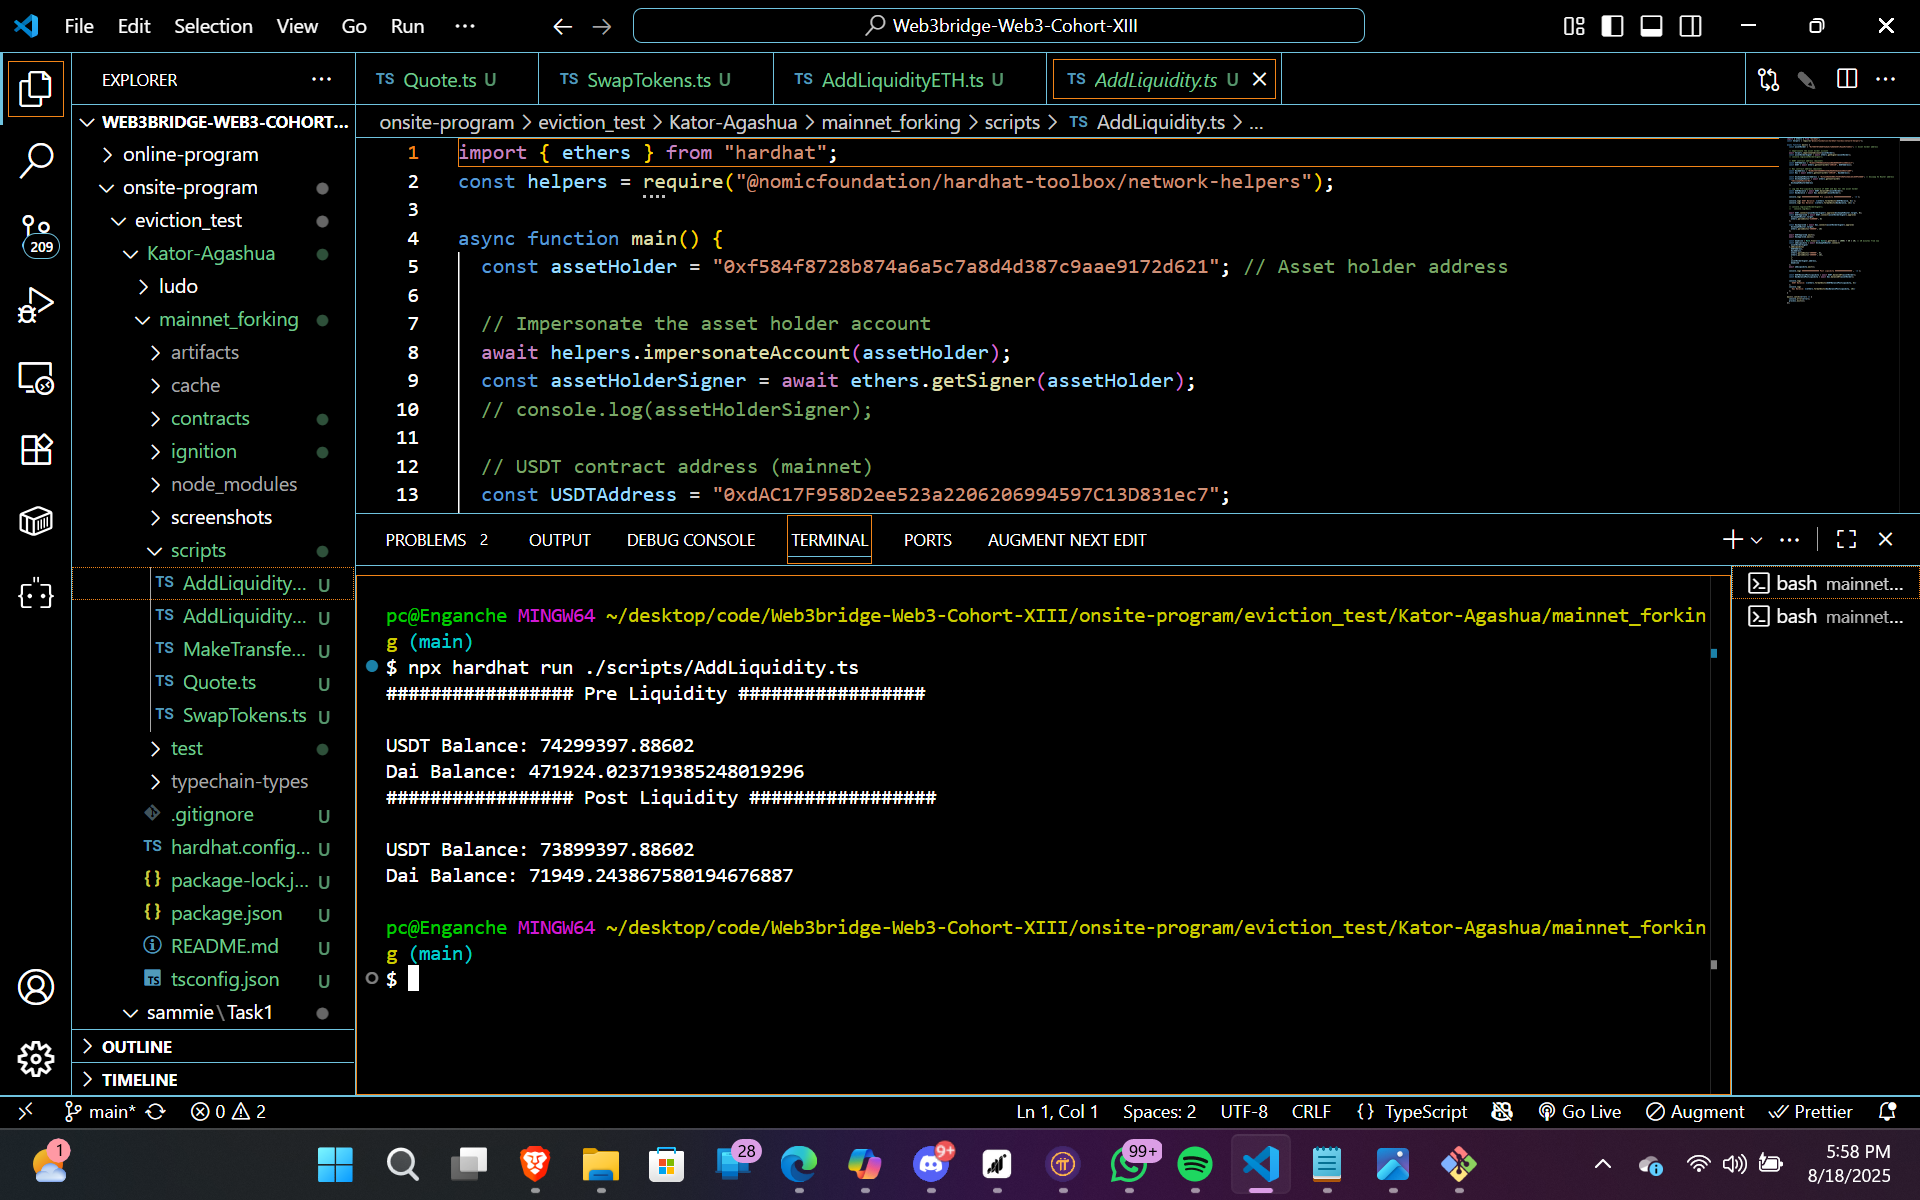 File Edit Selection View Go Run ···
Web3bridge-Web3-Cohort-XIII
EXPLORER
TS Quote.ts U
TS SwapTokens.ts U
TS AddLiquidityETH.ts U
TS AddLiquidity.ts U
onsite-program > eviction_test > Kator-Agashua > mainnet_forking > scripts > TS AddLiquidity.ts > ...
WEB3BRIDGE-WEB3-COHORT...
online-program
onsite-program
eviction_test
Kator-Agashua
ludo
mainnet_forking
artifacts
cache
contracts
ignition
node_modules
screenshots
scripts
TS AddLiquidity... U
TS AddLiquidity... U
TS MakeTransfe... U
TS Quote.ts U
TS SwapTokens.ts U
test
typechain-types
.gitignore U
TS hardhat.config... U
{} package-lock.j... U
{} package.json U
README.md U
TS tsconfig.json U
sammie\Task1
OUTLINE
TIMELINE
209
1 import { ethers } from "hardhat";
2 const helpers = require("@nomicfoundation/hardhat-toolbox/network-helpers");
3
4 async function main() {
5 const assetHolder = "0xf584f8728b874a6a5c7a8d4d387c9aae9172d621"; // Asset holder address
6
7 // Impersonate the asset holder account
8 await helpers.impersonateAccount(assetHolder);
9 const assetHolderSigner = await ethers.getSigner(assetHolder);
10 // console.log(assetHolderSigner);
11
12 // USDT contract address (mainnet)
13 const USDTAddress = "0xdAC17F958D2ee523a2206206994597C13D831ec7";
PROBLEMS 2 OUTPUT DEBUG CONSOLE TERMINAL PORTS AUGMENT NEXT EDIT
bash mainnet...
bash mainnet...
pc@Enganche MINGW64 ~/desktop/code/Web3bridge-Web3-Cohort-XIII/onsite-program/eviction_test/Kator-Agashua/mainnet_forkin
g (main)
$ npx hardhat run ./scripts/AddLiquidity.ts
################# Pre Liquidity #################
USDT Balance: 74299397.88602
Dai Balance: 471924.023719385248019296
################# Post Liquidity #################
USDT Balance: 73899397.88602
Dai Balance: 71949.243867580194676887
pc@Enganche MINGW64 ~/desktop/code/Web3bridge-Web3-Cohort-XIII/onsite-program/eviction_test/Kator-Agashua/mainnet_forkin
g (main)
$
main* 0 2
Ln 1, Col 1 Spaces: 2 UTF-8 CRLF {} TypeScript Go Live Augment Prettier
1
28
9+
99+
5:58 PM
8/18/2025